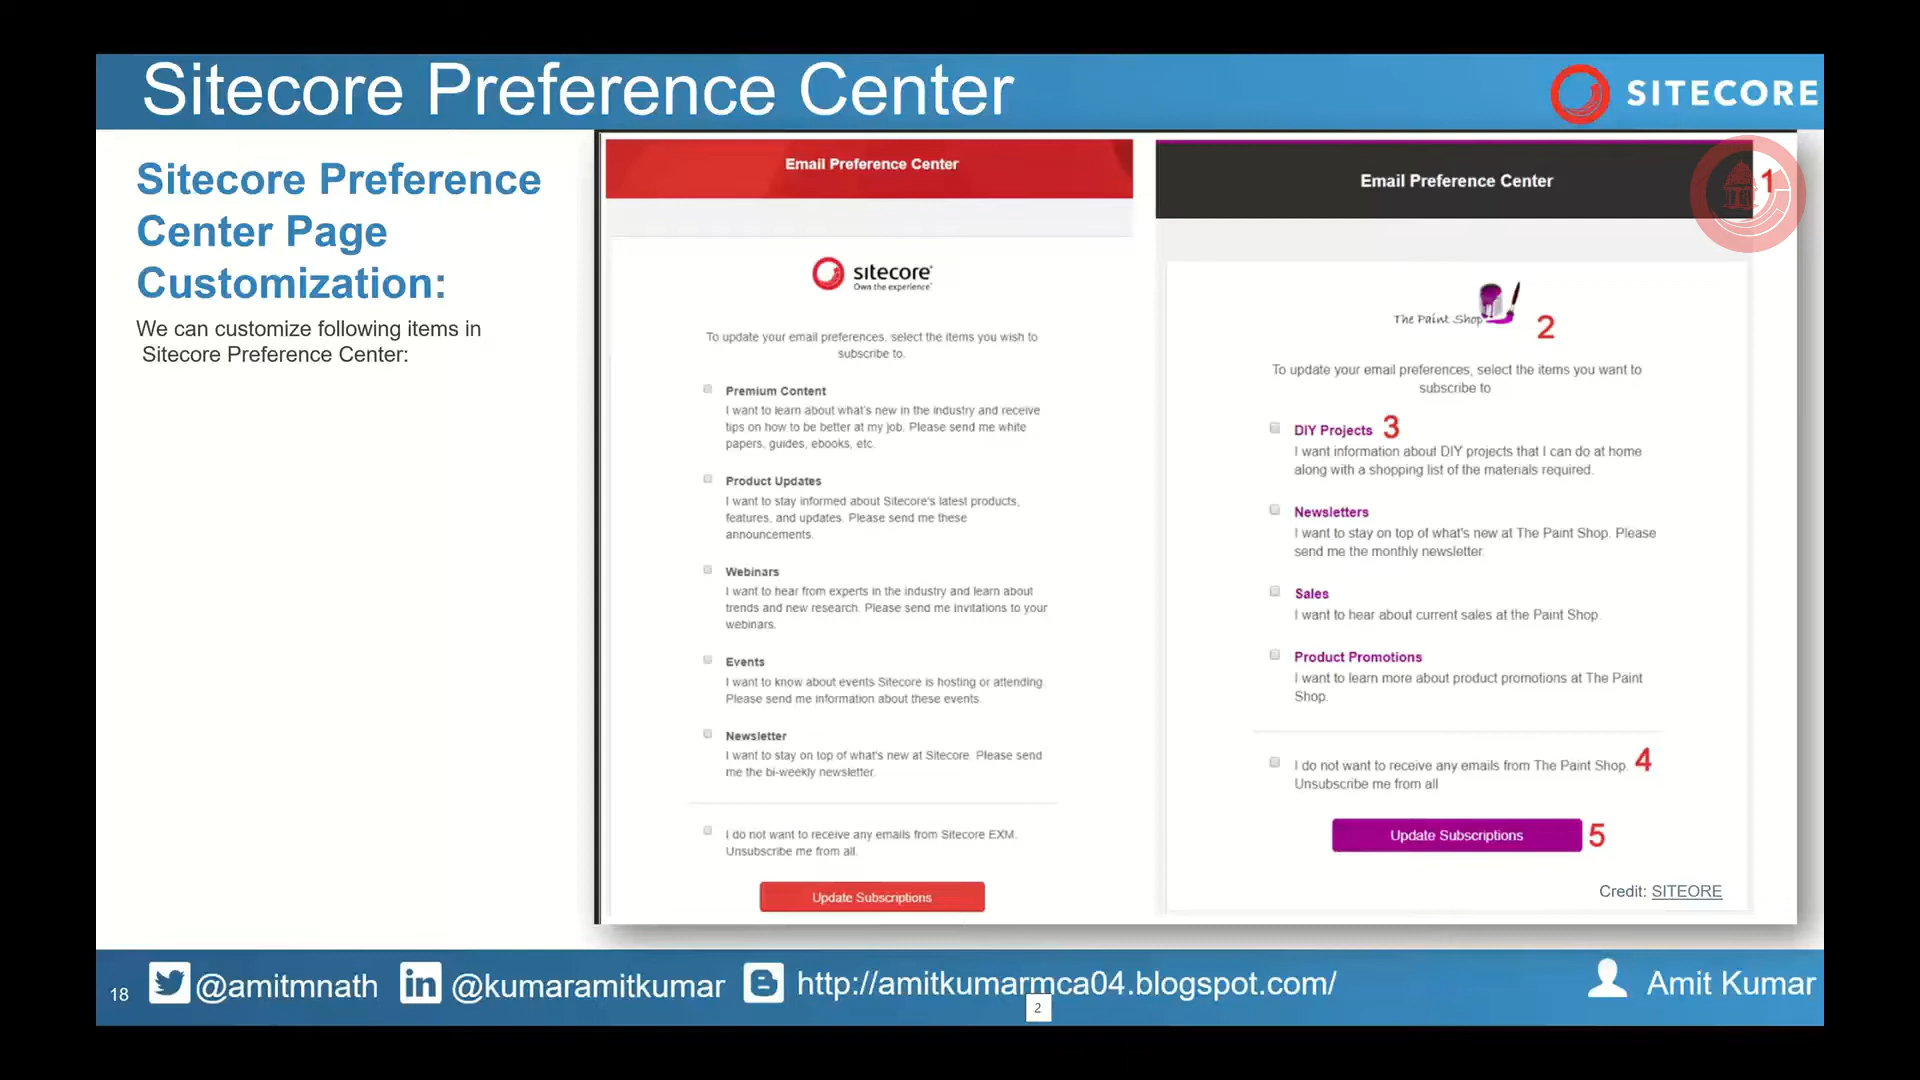 Sitecore Preference Center
SITECORE
Sitecore Preference
Center Page
Customization:
We can customize following items in
Sitecore Preference Center:
Email Preference Center
sitecore
Own the experience
To update your email preferences, select the items you wish to
subscribe to.
Premium Content
I want to learn about what's new in the industry and receive
tips on how to be better at my job. Please send me white
papers, guides, ebooks, etc.
Product Updates
I want to stay informed about Sitecore's latest products,
features, and updates. Please send me these
announcements.
Webinars
I want to hear from experts in the industry and learn about
trends and new research. Please send me invitations to your
webinars.
Events
I want to know about events Sitecore is hosting or attending.
Please send me information about these events.
Newsletter
I want to stay on top of what's new at Sitecore. Please send
me the bi-weekly newsletter.
I do not want to receive any emails from Sitecore EXM.
Unsubscribe me from all.
Update Subscriptions
Email Preference Center
1
The Paint Shop
2
To update your email preferences, select the items you want to
subscribe to
DIY Projects 3
I want information about DIY projects that I can do at home
along with a shopping list of the materials required.
Newsletters
I want to stay on top of what's new at The Paint Shop. Please
send me the monthly newsletter.
Sales
I want to hear about current sales at the Paint Shop.
Product Promotions
I want to learn more about product promotions at The Paint
Shop.
I do not want to receive any emails from The Paint Shop. 4
Unsubscribe me from all
Update Subscriptions 5
Credit: SITEORE
18
@amitmnath
in @kumaramitkumar
http://amitkumarmca04.blogspot.com/
Amit Kumar
2